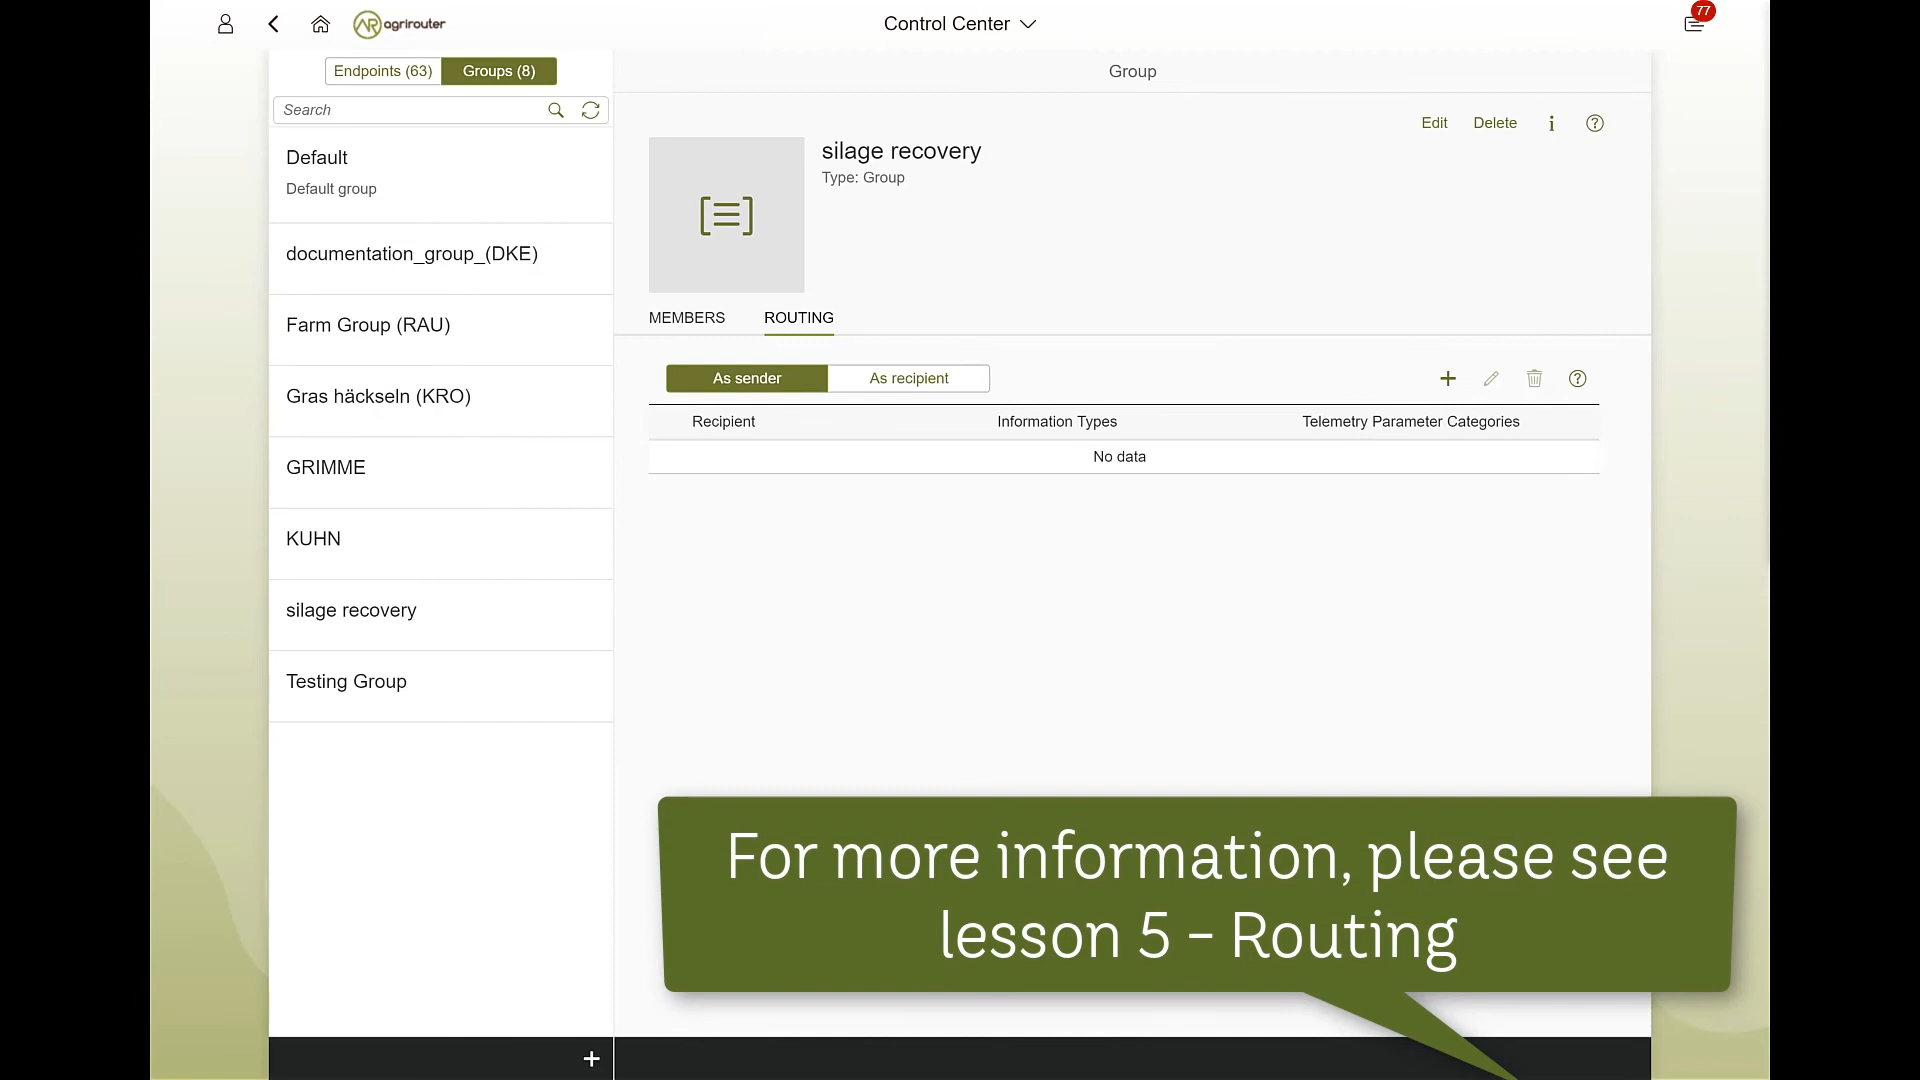 agrirouter
Control Center
77
Endpoints (63)
Groups (8)
Search
Default
Default group
documentation_group_(DKE)
Farm Group (RAU)
Gras häckseln (KRO)
GRIMME
KUHN
silage recovery
Testing Group
Group
Edit
Delete
silage recovery
Type: Group
MEMBERS
ROUTING
As sender
As recipient
Recipient
Information Types
Telemetry Parameter Categories
No data
For more information, please see
lesson 5 - Routing